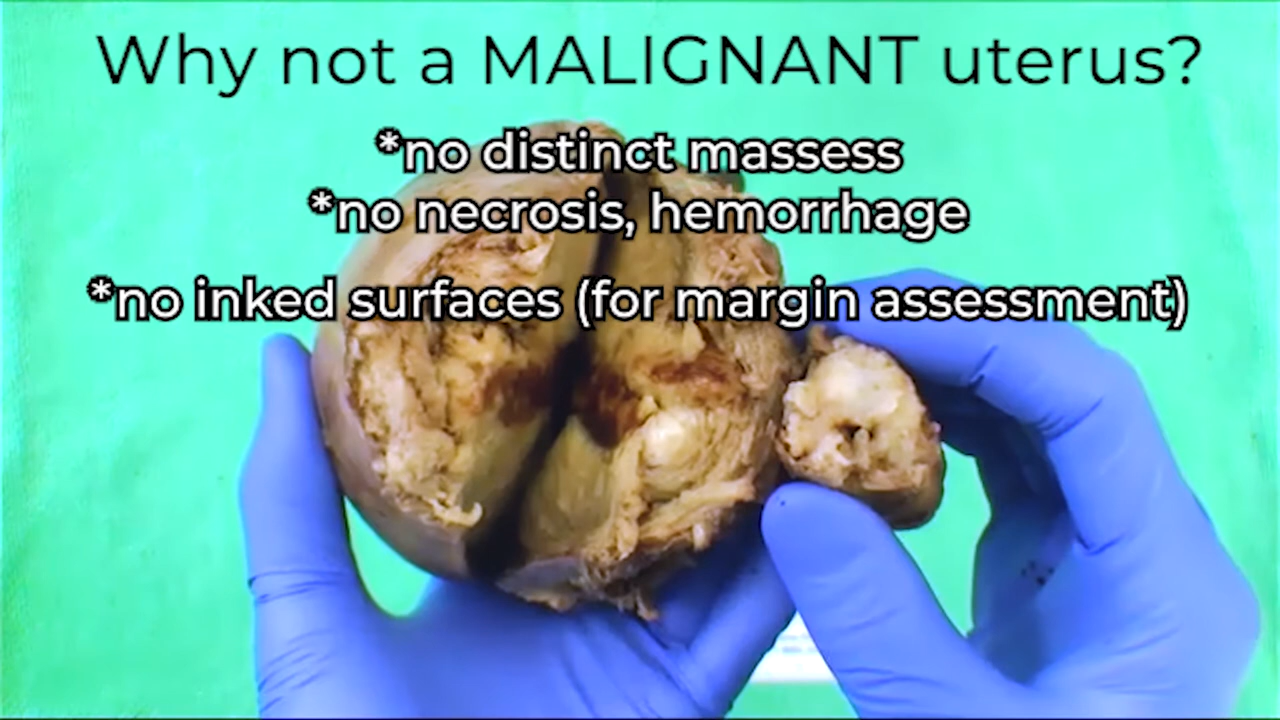 Why not a MALIGNANT uterus?
*no distinct massess
*no necrosis, hemorrhage
*no inked surfaces (for margin assessment)